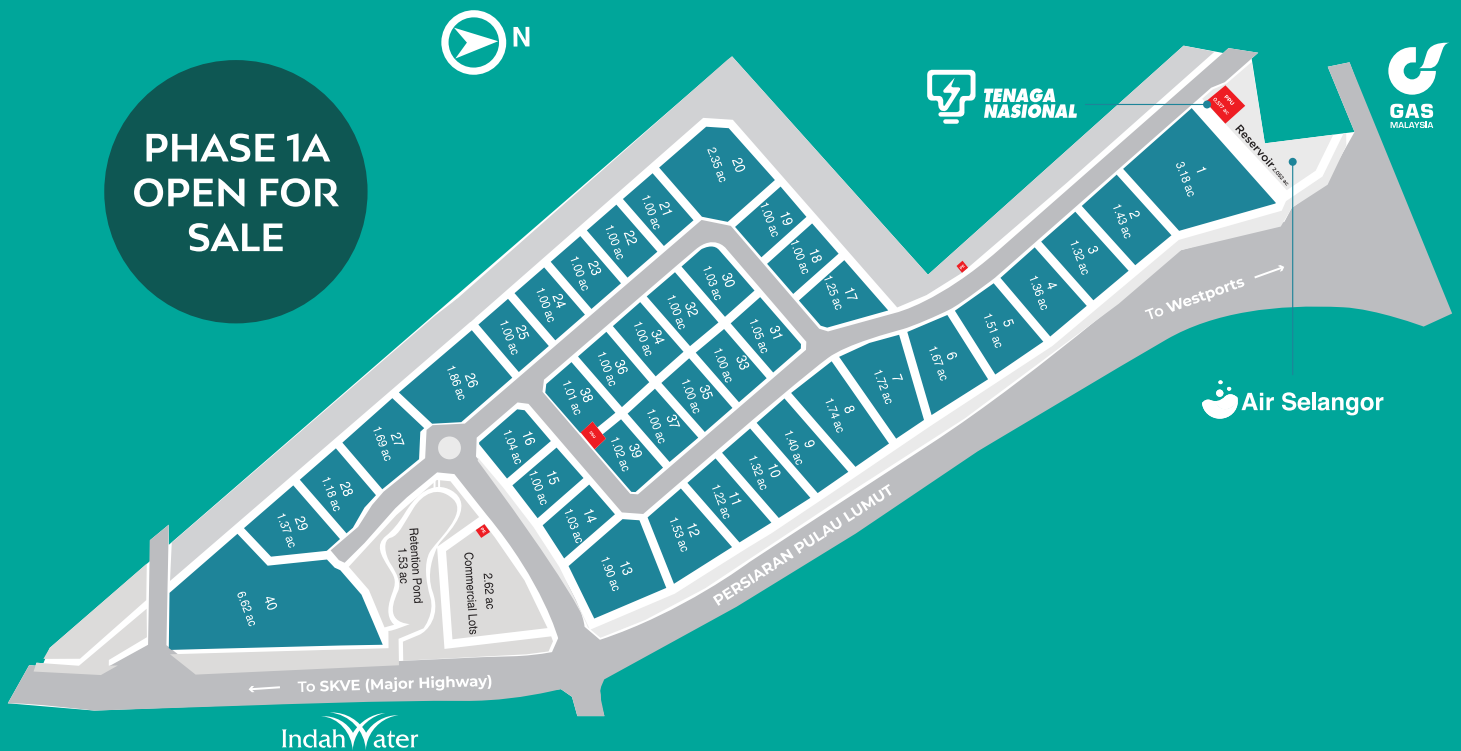 N
PHASE 1A
OPEN FOR
SALE
TENAGA
NASIONAL
GAS
MALAYSIA
PPU
0.517 ac
Reservoir 2.092 ac
1
3.18 ac
2
1.43 ac
3
1.32 ac
4
1.36 ac
5
1.51 ac
6
1.67 ac
7
1.72 ac
8
1.74 ac
9
1.40 ac
10
1.32 ac
11
1.22 ac
12
1.53 ac
13
1.90 ac
14
1.03 ac
15
1.00 ac
16
1.04 ac
17
1.25 ac
18
1.00 ac
19
1.00 ac
20
2.35 ac
21
1.00 ac
22
1.00 ac
23
1.00 ac
24
1.00 ac
25
1.00 ac
26
1.86 ac
27
1.69 ac
28
1.18 ac
29
1.37 ac
30
1.03 ac
31
1.05 ac
32
1.00 ac
33
1.00 ac
34
1.00 ac
35
1.00 ac
36
1.00 ac
37
1.00 ac
38
1.01 ac
39
1.02 ac
40
6.62 ac
Retention Pond
1.53 ac
2.62 ac
Commercial Lots
To Westports
Air Selangor
PERSIARAN PULAU LUMUT
To SKVE (Major Highway)
IndahWater